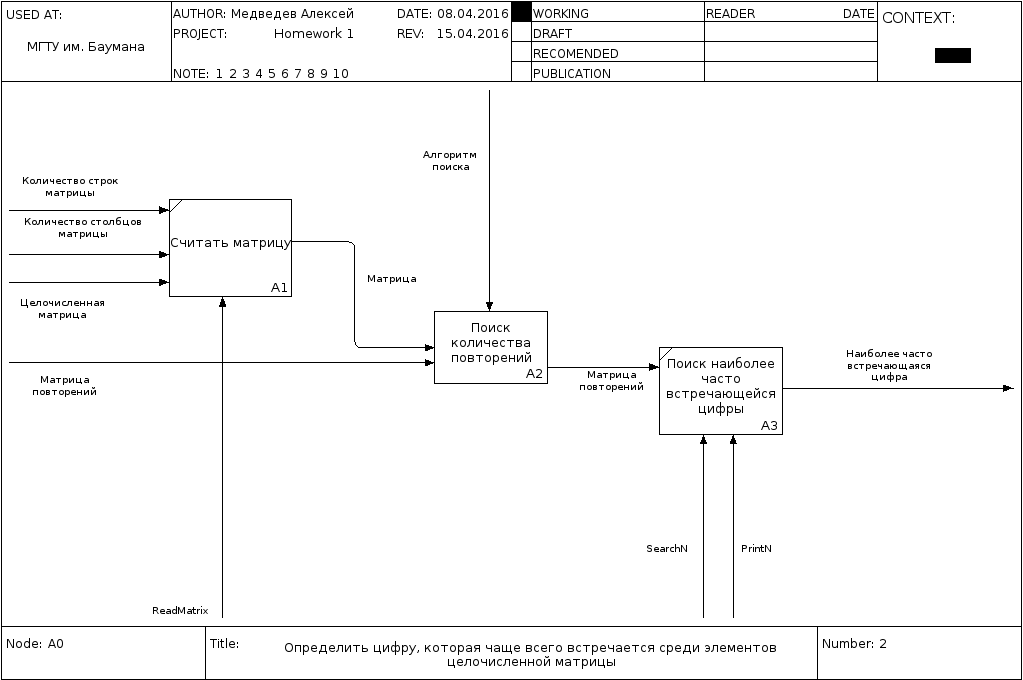 USED AT:
МГТУ им. Баумана
AUTHOR: Медведев Алексей
DATE: 08.04.2016
PROJECT: Homework 1
REV: 15.04.2016
NOTE: 1 2 3 4 5 6 7 8 9 10
WORKING
DRAFT
RECOMENDED
PUBLICATION
READER
DATE
CONTEXT:
Алгоритм
поиска
Количество строк
матрицы
Количество столбцов
матрицы
Целочисленная
матрица
Считать матрицу
A1
Матрица
Матрица
повторений
Поиск
количества
повторений
A2
Матрица
повторений
Поиск наиболее
часто
встречающейся
цифры
A3
Наиболее часто
встречающаяся
цифра
SearchN
PrintN
ReadMatrix
Node: A0
Title:
Определить цифру, которая чаще всего встречается среди элементов
целочисленной матрицы
Number: 2